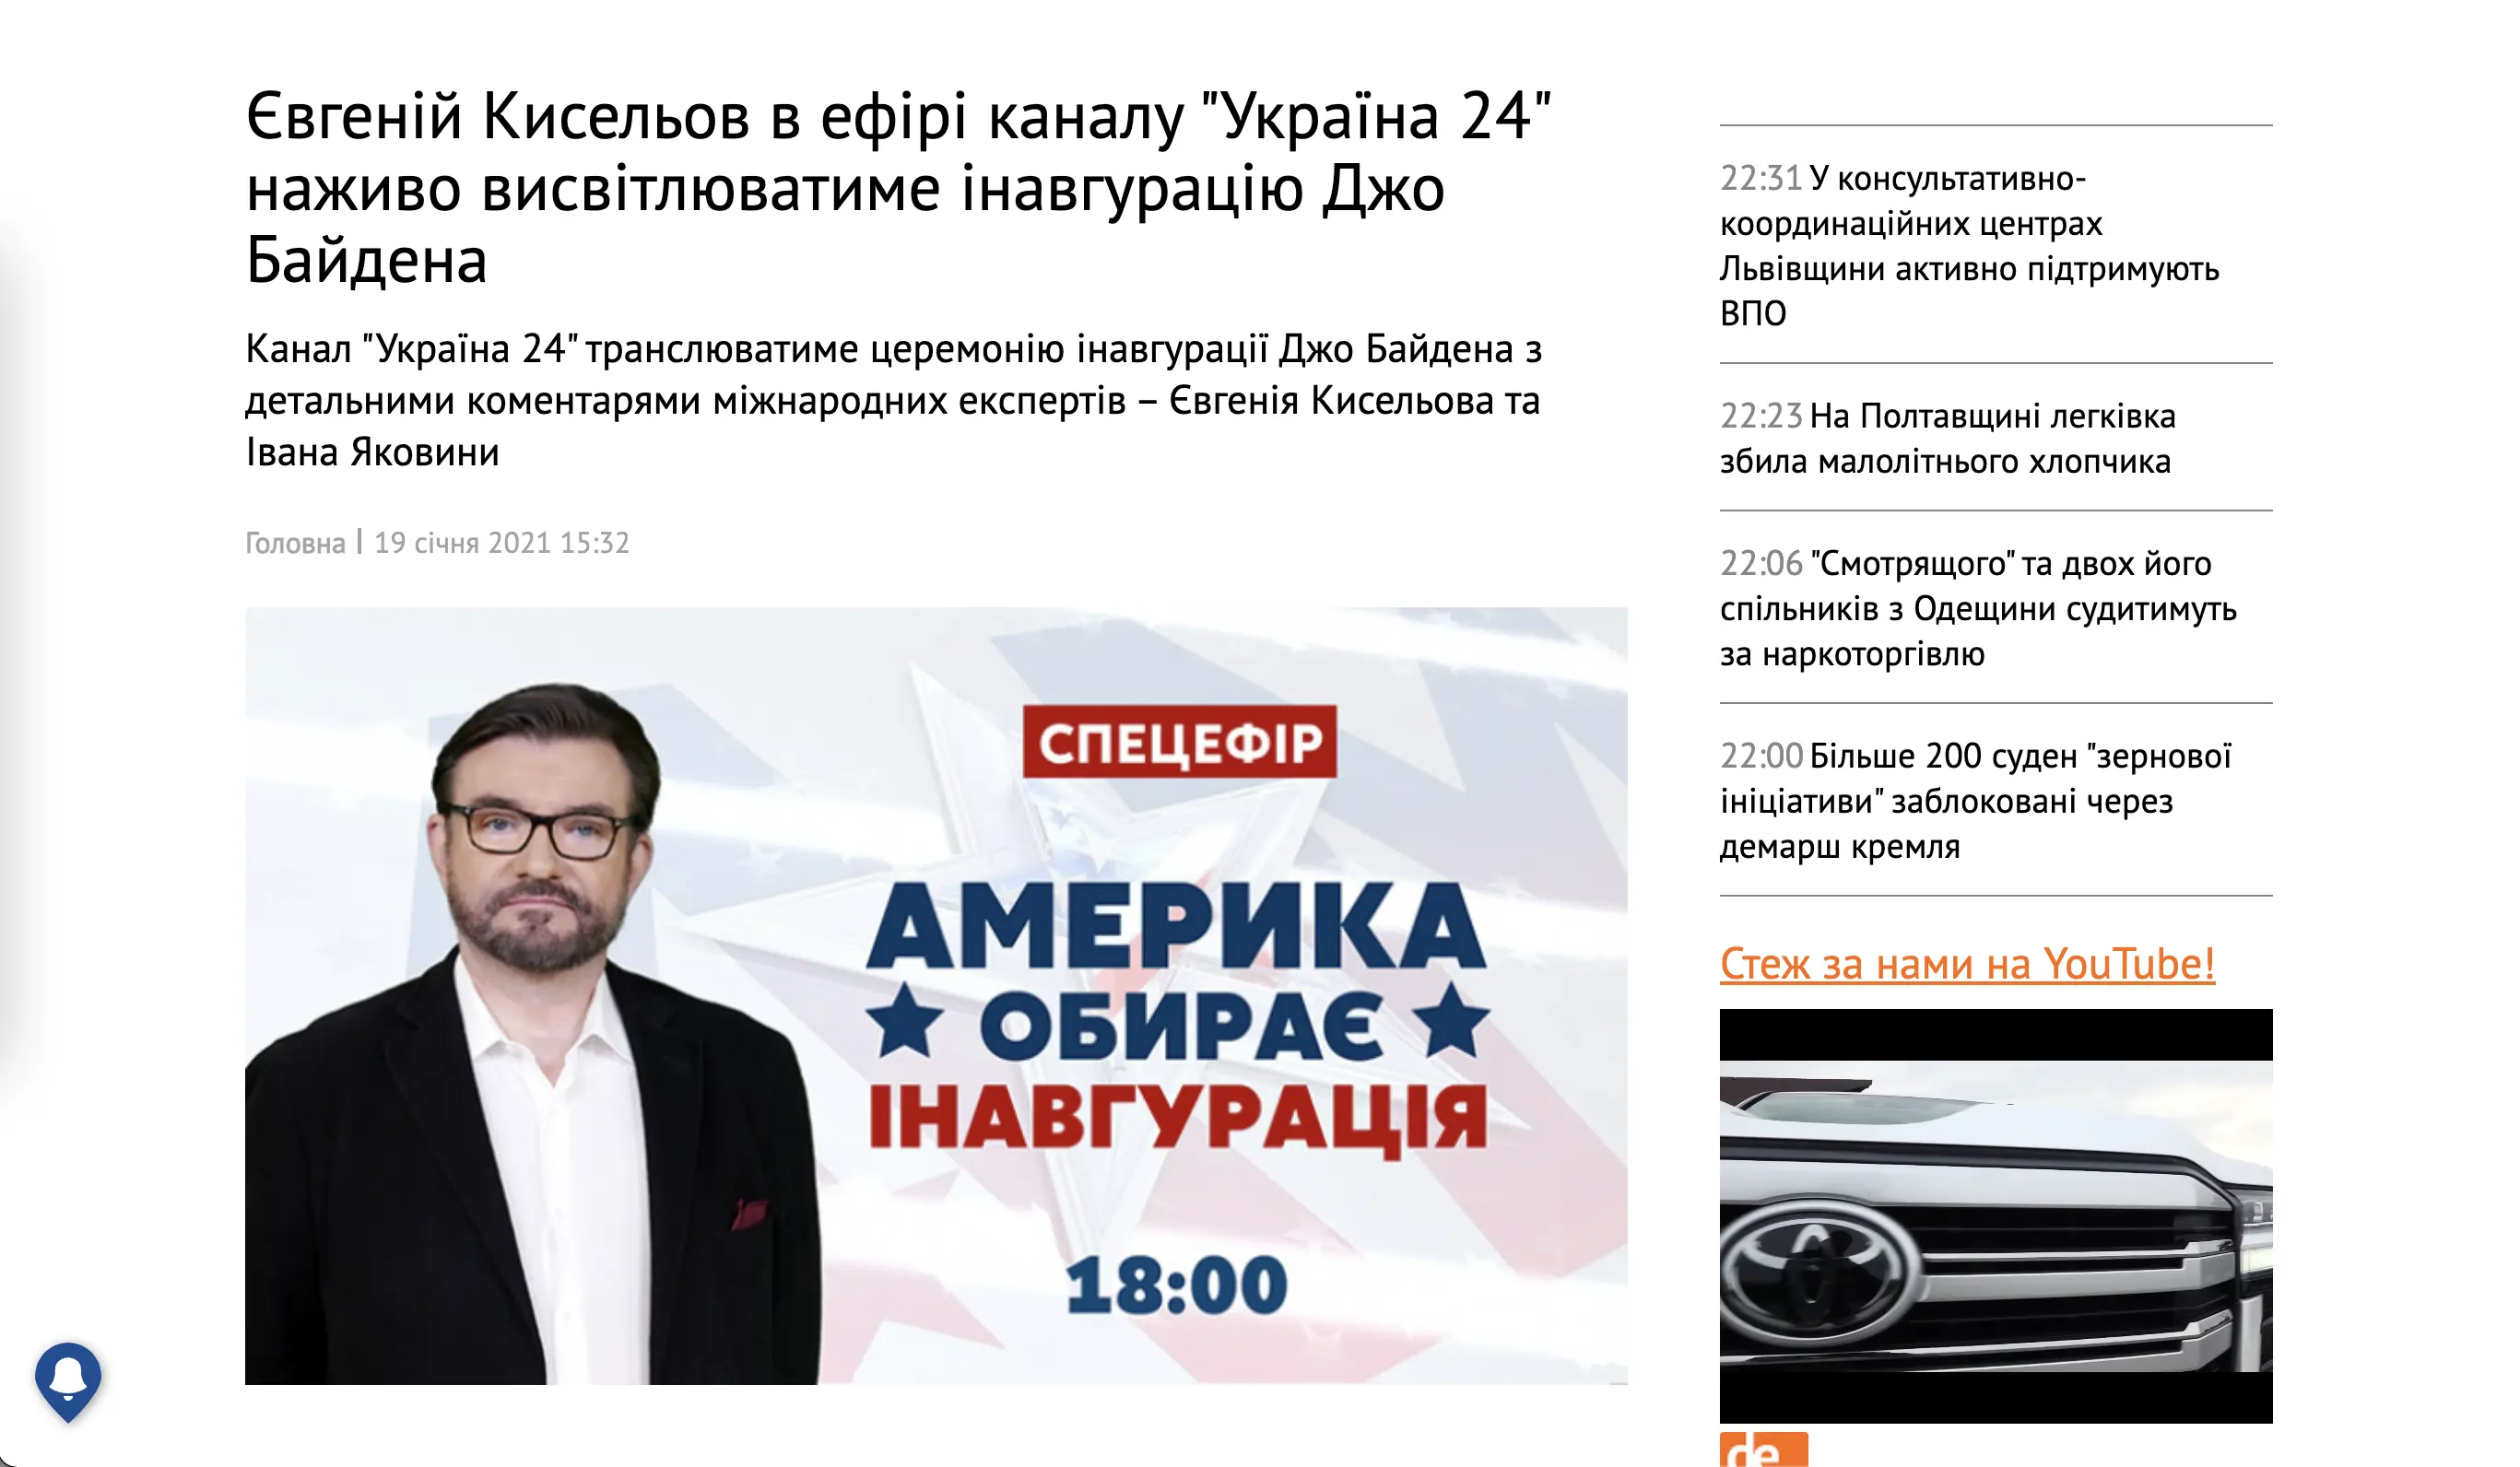 Євгеній Кисельов в ефірі каналу "Україна 24"
наживо висвітлюватиме інавгурацію Джо
Байдена
Канал "Україна 24" транслюватиме церемонію інавгурації Джо Байдена з
детальними коментарями міжнародних експертів – Євгенія Кисельова та
Івана Яковини
Головна | 19 січня 2021 15:32
СПЕЦЕФІР
АМЕРИКА
ОБИРАЄ
ІНАВГУРАЦІЯ
18:00
22:31 У консультативно-
координаційних центрах
Львівщини активно підтримують
ВПО
22:23 На Полтавщині легківка
збила малолітнього хлопчика
22:06 "Смотрящого" та двох його
спільників з Одещини судитимуть
за наркоторгівлю
22:00 Більше 200 суден "зернової
ініціативи" заблоковані через
демарш кремля
Стеж за нами на YouTube!
de